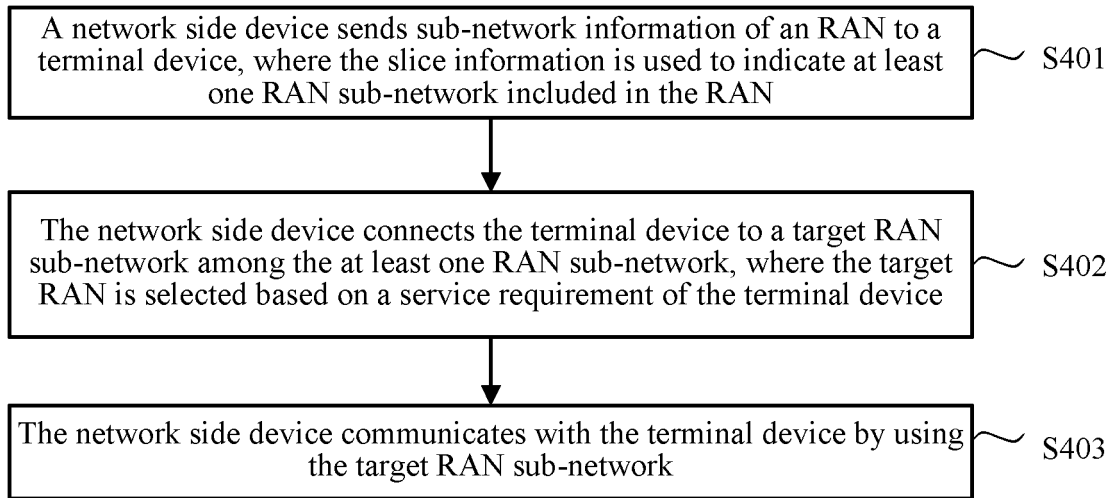 A network side device sends sub-network information of an RAN to a
terminal device, where the slice information is used to indicate at least
one RAN sub-network included in the RAN
S401
The network side device connects the terminal device to a target RAN
sub-network among the at least one RAN sub-network, where the target
RAN is selected based on a service requirement of the terminal device
S402
The network side device communicates with the terminal device by using
the target RAN sub-network
S403